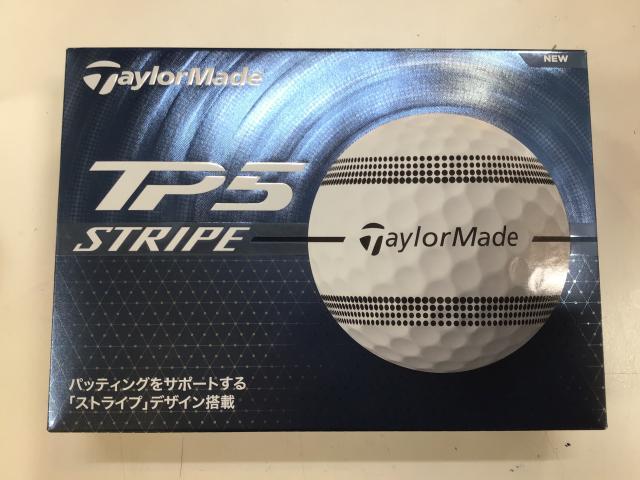 TaylorMade
NEW
TP5
STRIPE
TaylorMade
パッティングをサポートする
「ストライプ」デザイン搭載